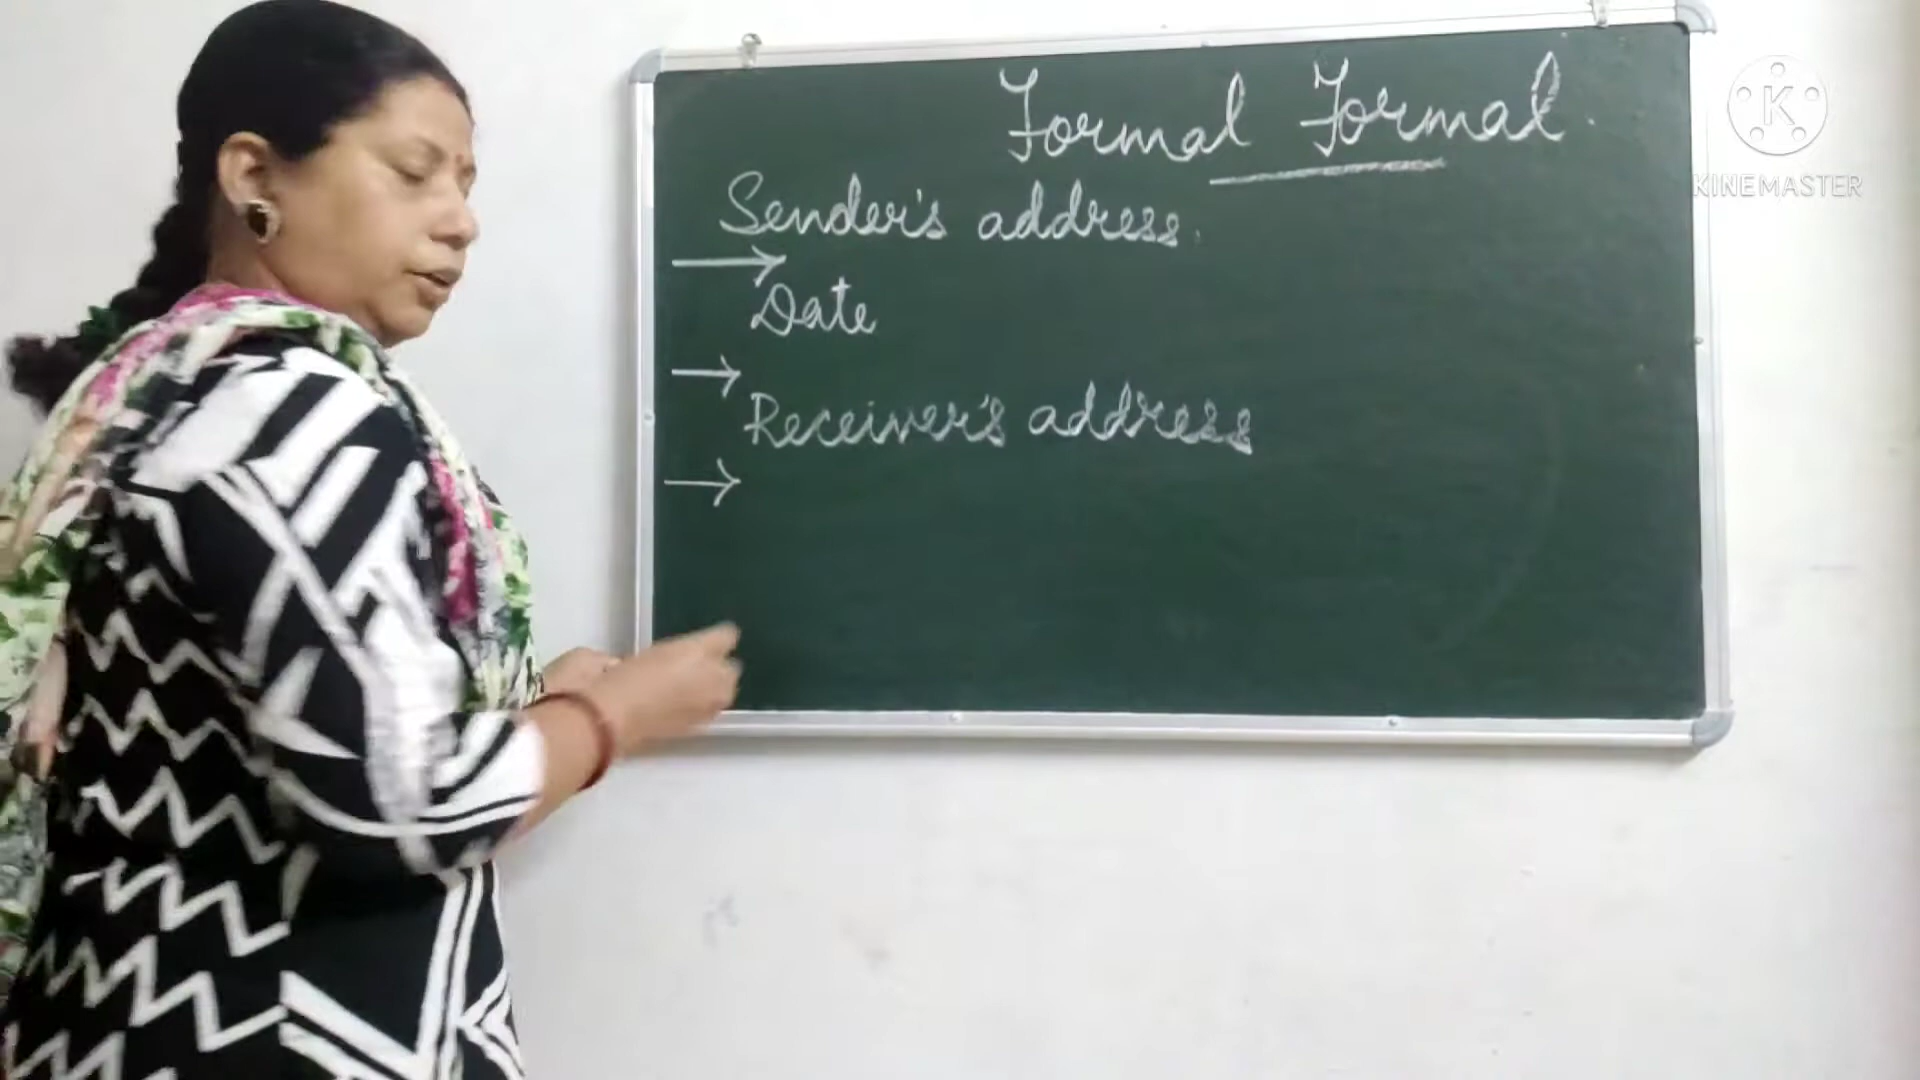 Formal Formal.
Sender's address.
→
Date
→
Receiver's address
→
K
KINEMASTER